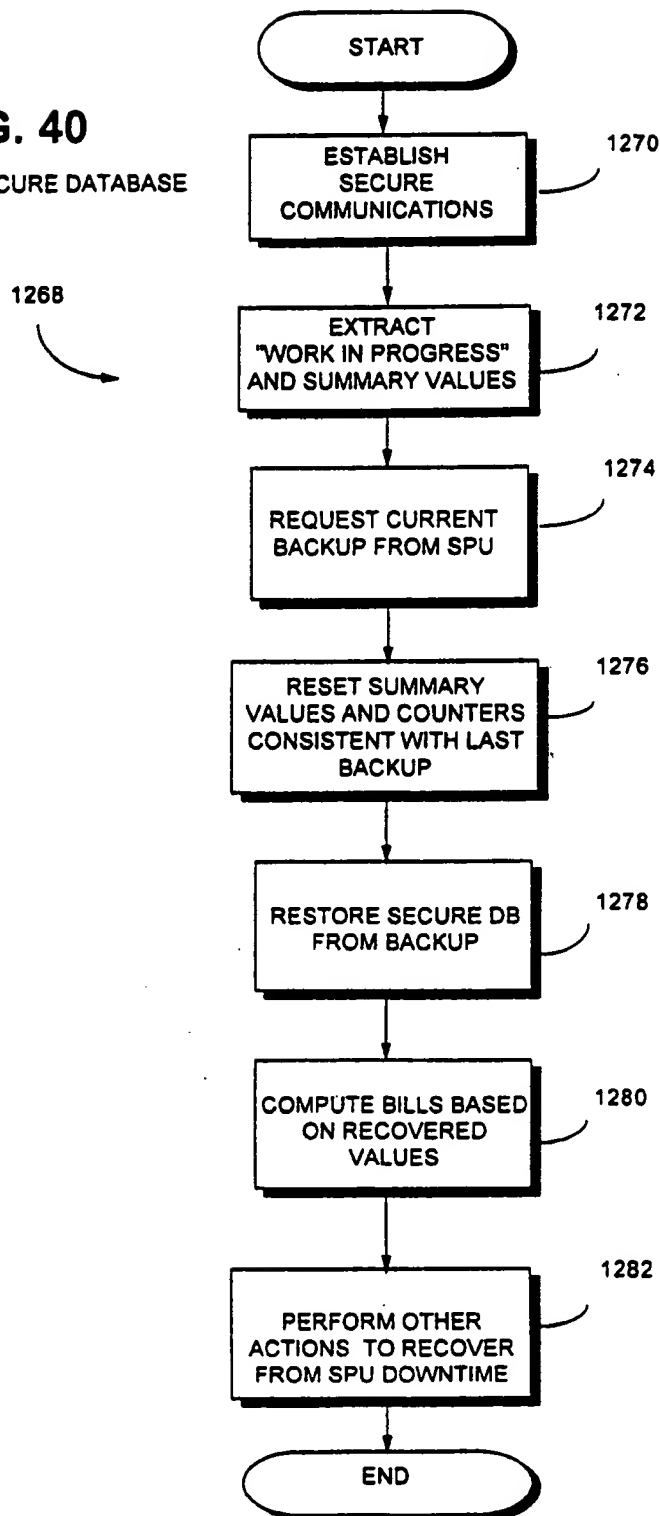 START
G. 40
CURE DATABASE
1268
ESTABLISH
SECURE
COMMUNICATIONS
1270
EXTRACT
"WORK IN PROGRESS"
AND SUMMARY VALUES
1272
REQUEST CURRENT
BACKUP FROM SPU
1274
RESET SUMMARY
VALUES AND COUNTERS
CONSISTENT WITH LAST
BACKUP
1276
RESTORE SECURE DB
FROM BACKUP
1278
COMPUTE BILLS BASED
ON RECOVERED
VALUES
1280
PERFORM OTHER
ACTIONS TO RECOVER
FROM SPU DOWNTIME
1282
END